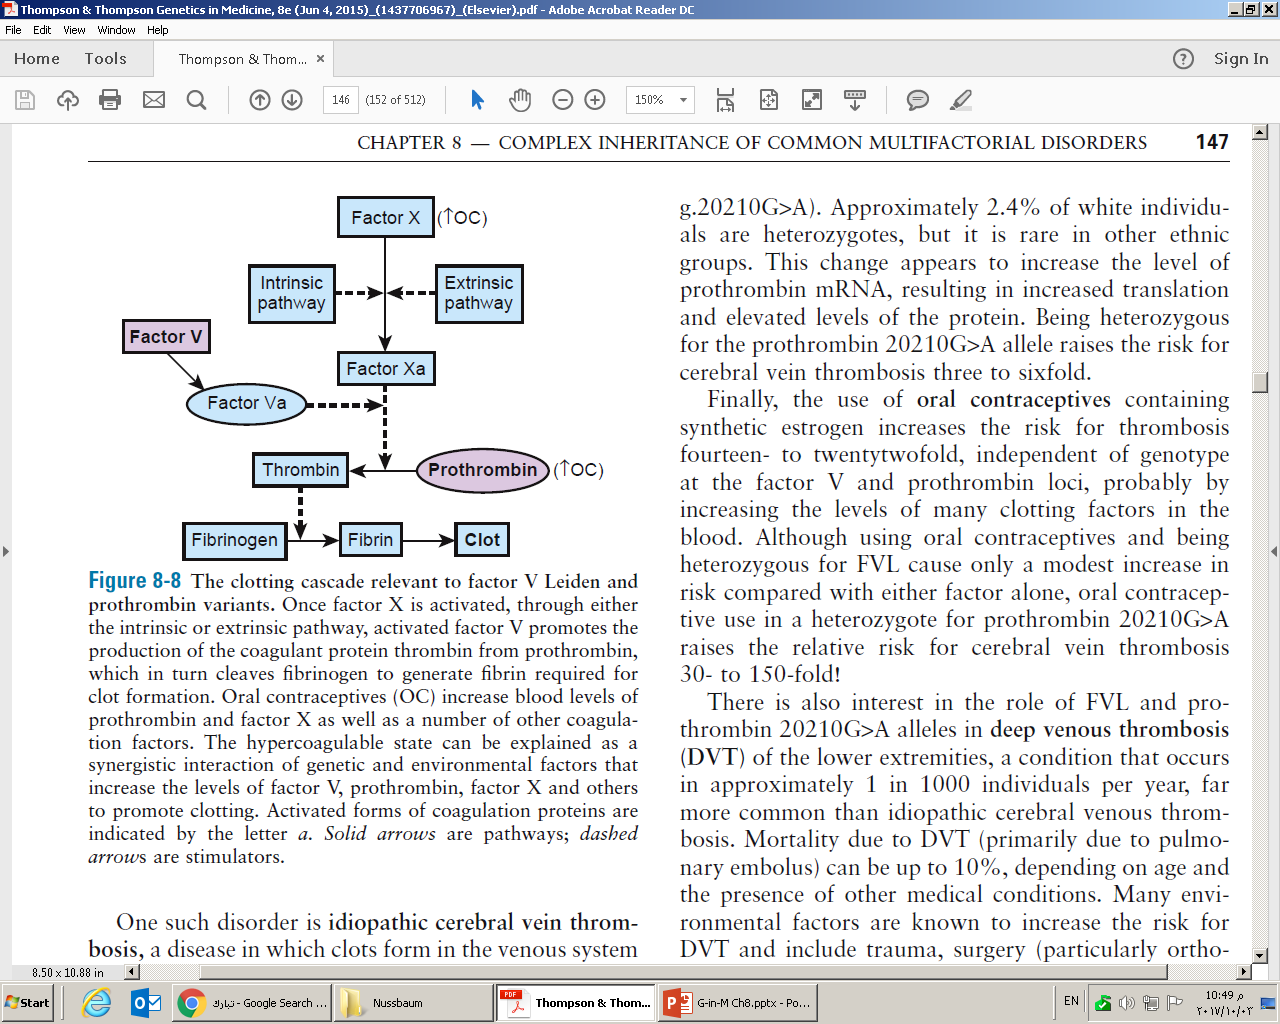 Thompson & Thompson Genetics in Medicine, 8e (Jun 4, 2015)_(1437706967)_(Elsevier).pdf - Adobe Acrobat Reader DC
File Edit View Window Help
Home Tools Thompson & Thom... × Sign In
146 (152 of 512) 150%
CHAPTER 8 — COMPLEX INHERITANCE OF COMMON MULTIFACTORIAL DISORDERS 147
Factor X (↑OC)
Intrinsic pathway
Extrinsic pathway
Factor V
Factor Xa
Factor Va
Thrombin
Prothrombin (↑OC)
Fibrinogen
Fibrin
Clot
Figure 8-8 The clotting cascade relevant to factor V Leiden and
prothrombin variants. Once factor X is activated, through either
the intrinsic or extrinsic pathway, activated factor V promotes the
production of the coagulant protein thrombin from prothrombin,
which in turn cleaves fibrinogen to generate fibrin required for
clot formation. Oral contraceptives (OC) increase blood levels of
prothrombin and factor X as well as a number of other coagula-
tion factors. The hypercoagulable state can be explained as a
synergistic interaction of genetic and environmental factors that
increase the levels of factor V, prothrombin, factor X and others
to promote clotting. Activated forms of coagulation proteins are
indicated by the letter a. Solid arrows are pathways; dashed
arrows are stimulators.
One such disorder is idiopathic cerebral vein throm-
bosis, a disease in which clots form in the venous system
g.20210G>A). Approximately 2.4% of white individu-
als are heterozygotes, but it is rare in other ethnic
groups. This change appears to increase the level of
prothrombin mRNA, resulting in increased translation
and elevated levels of the protein. Being heterozygous
for the prothrombin 20210G>A allele raises the risk for
cerebral vein thrombosis three to sixfold.
Finally, the use of oral contraceptives containing
synthetic estrogen increases the risk for thrombosis
fourteen- to twentytwofold, independent of genotype
at the factor V and prothrombin loci, probably by
increasing the levels of many clotting factors in the
blood. Although using oral contraceptives and being
heterozygous for FVL cause only a modest increase in
risk compared with either factor alone, oral contracep-
tive use in a heterozygote for prothrombin 20210G>A
raises the relative risk for cerebral vein thrombosis
30- to 150-fold!
There is also interest in the role of FVL and pro-
thrombin 20210G>A alleles in deep venous thrombosis
(DVT) of the lower extremities, a condition that occurs
in approximately 1 in 1000 individuals per year, far
more common than idiopathic cerebral venous throm-
bosis. Mortality due to DVT (primarily due to pulmo-
nary embolus) can be up to 10%, depending on age and
the presence of other medical conditions. Many envi-
ronmental factors are known to increase the risk for
DVT and include trauma, surgery (particularly ortho-
8.50 x 10.88 in
Start تبارك - Google Search ... Nussbaum Thompson & Thom... G-in-M Ch8.pptx - Po... EN 10:49 م
٢٠١٧/١٠/٠٣